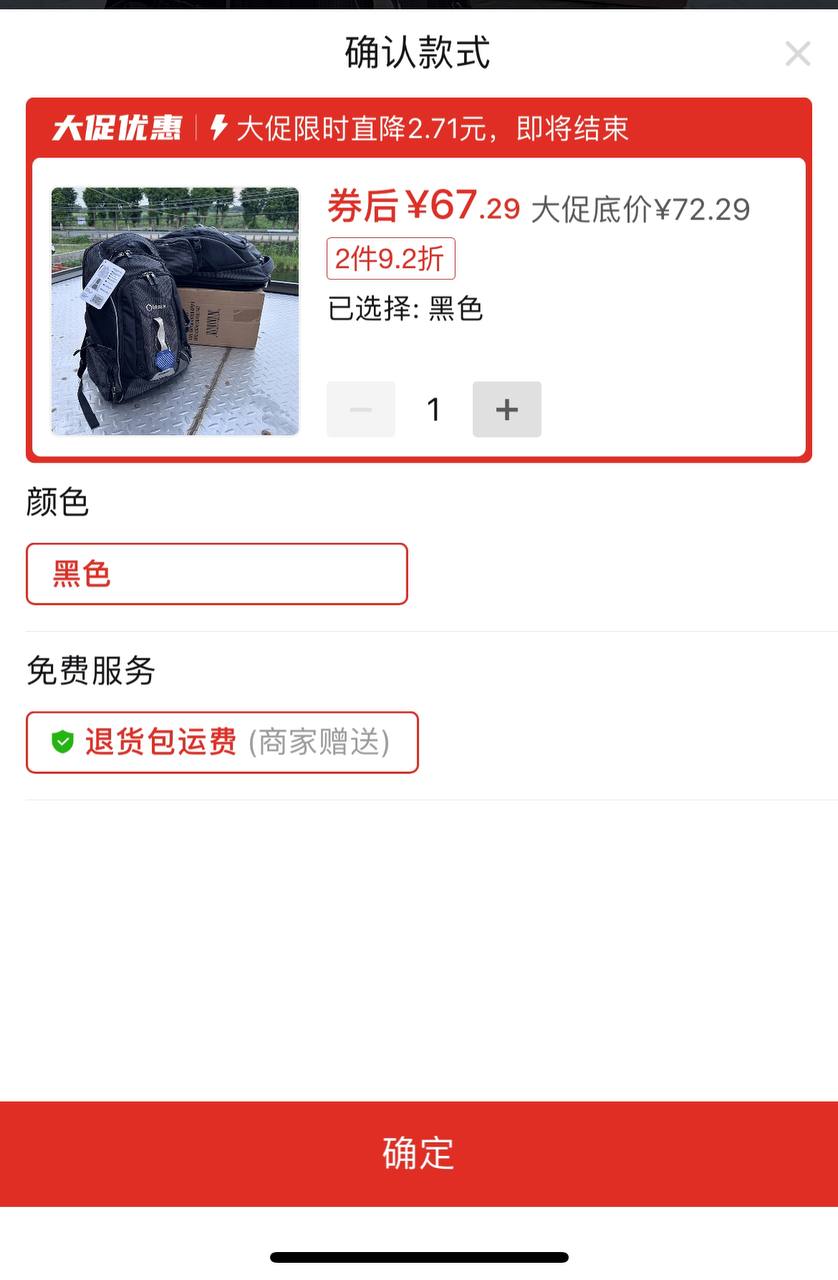 确认款式
大促优惠 大促限时直降2.71元，即将结束
券后¥67.29 大促底价¥72.29
2件9.2折
已选择: 黑色
1
颜色
黑色
免费服务
退货包运费 (商家赠送)
确定